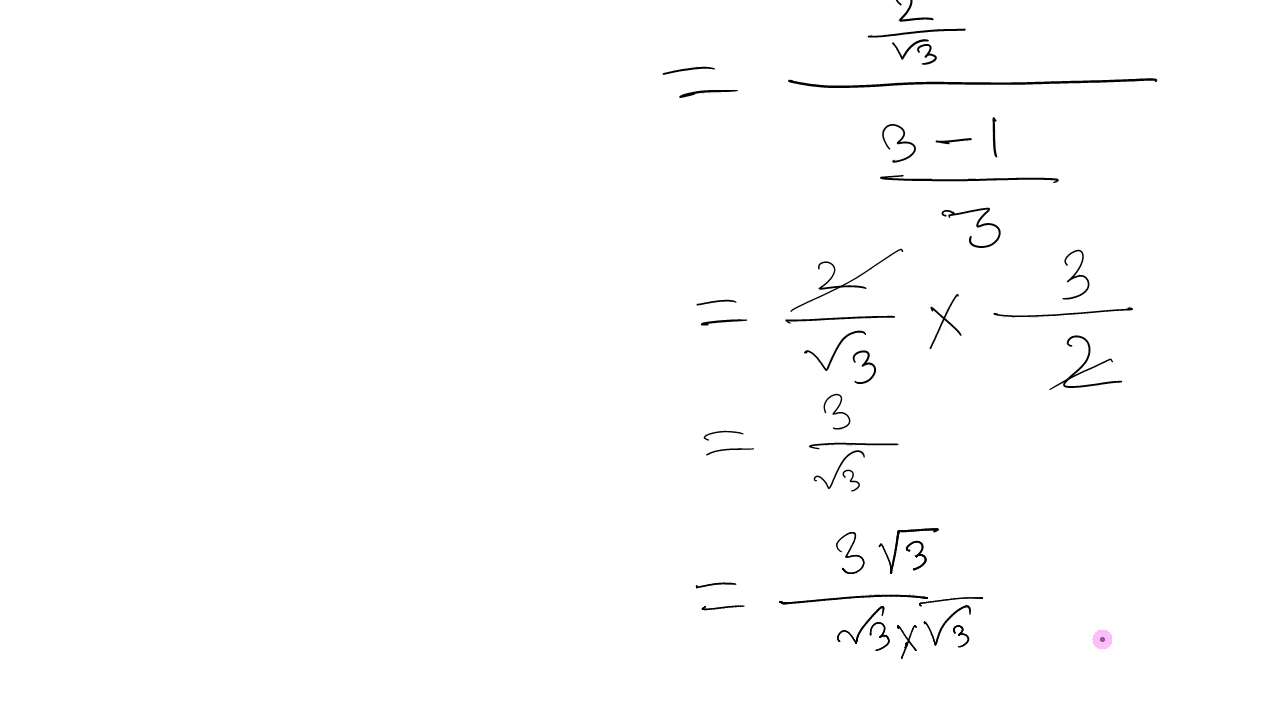 = (2/√3) / ((3 - 1)/3)
= 2/√3 × 3/2
= 3/√3
= 3√3 / (√3 × √3)